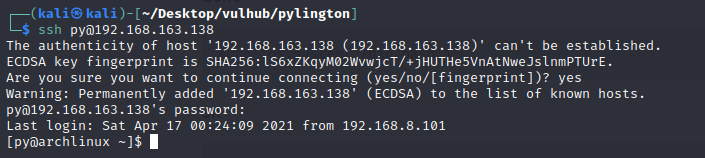 (kali㉿kali)-[~/Desktop/vulhub/pylington]
$ ssh py@192.168.163.138
The authenticity of host '192.168.163.138 (192.168.163.138)' can't be established.
ECDSA key fingerprint is SHA256:lS6xZKqyM02WvwjcT/+jHUTHe5VnAtNweJslnmPTUrE.
Are you sure you want to continue connecting (yes/no/[fingerprint])? yes
Warning: Permanently added '192.168.163.138' (ECDSA) to the list of known hosts.
py@192.168.163.138's password:
Last login: Sat Apr 17 00:24:09 2021 from 192.168.8.101
[py@archlinux ~]$